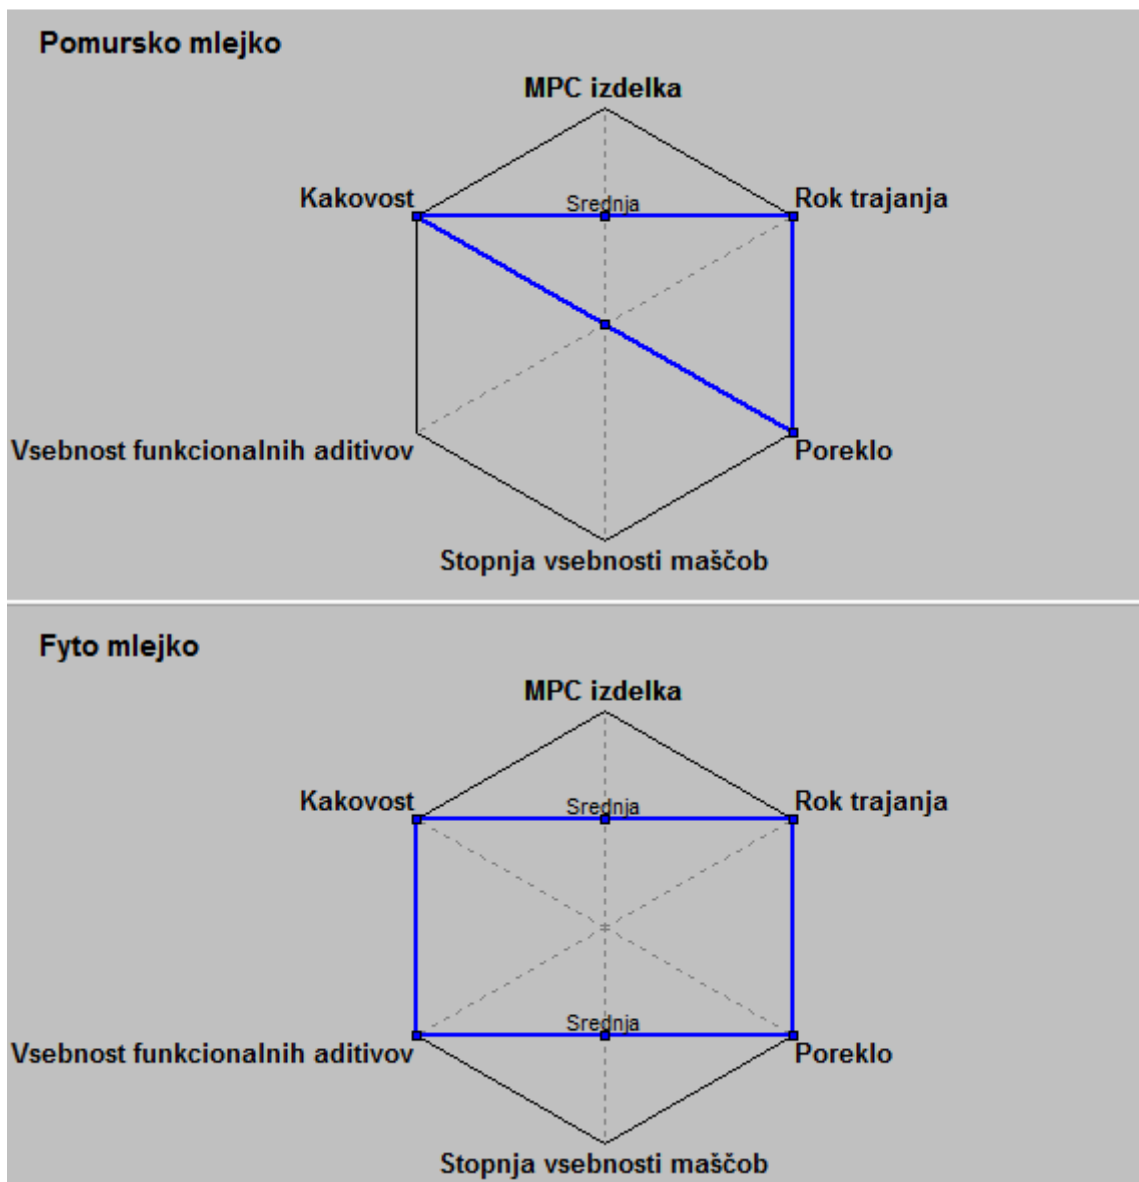 Pomursko mlejko
MPC izdelka
Kakovost
Srednja
Rok trajanja
Vsebnost funkcionalnih aditivov
Poreklo
Stopnja vsebnosti maščob
Fyto mlejko
MPC izdelka
Kakovost
Srednja
Rok trajanja
Srednja
Vsebnost funkcionalnih aditivov
Poreklo
Stopnja vsebnosti maščob